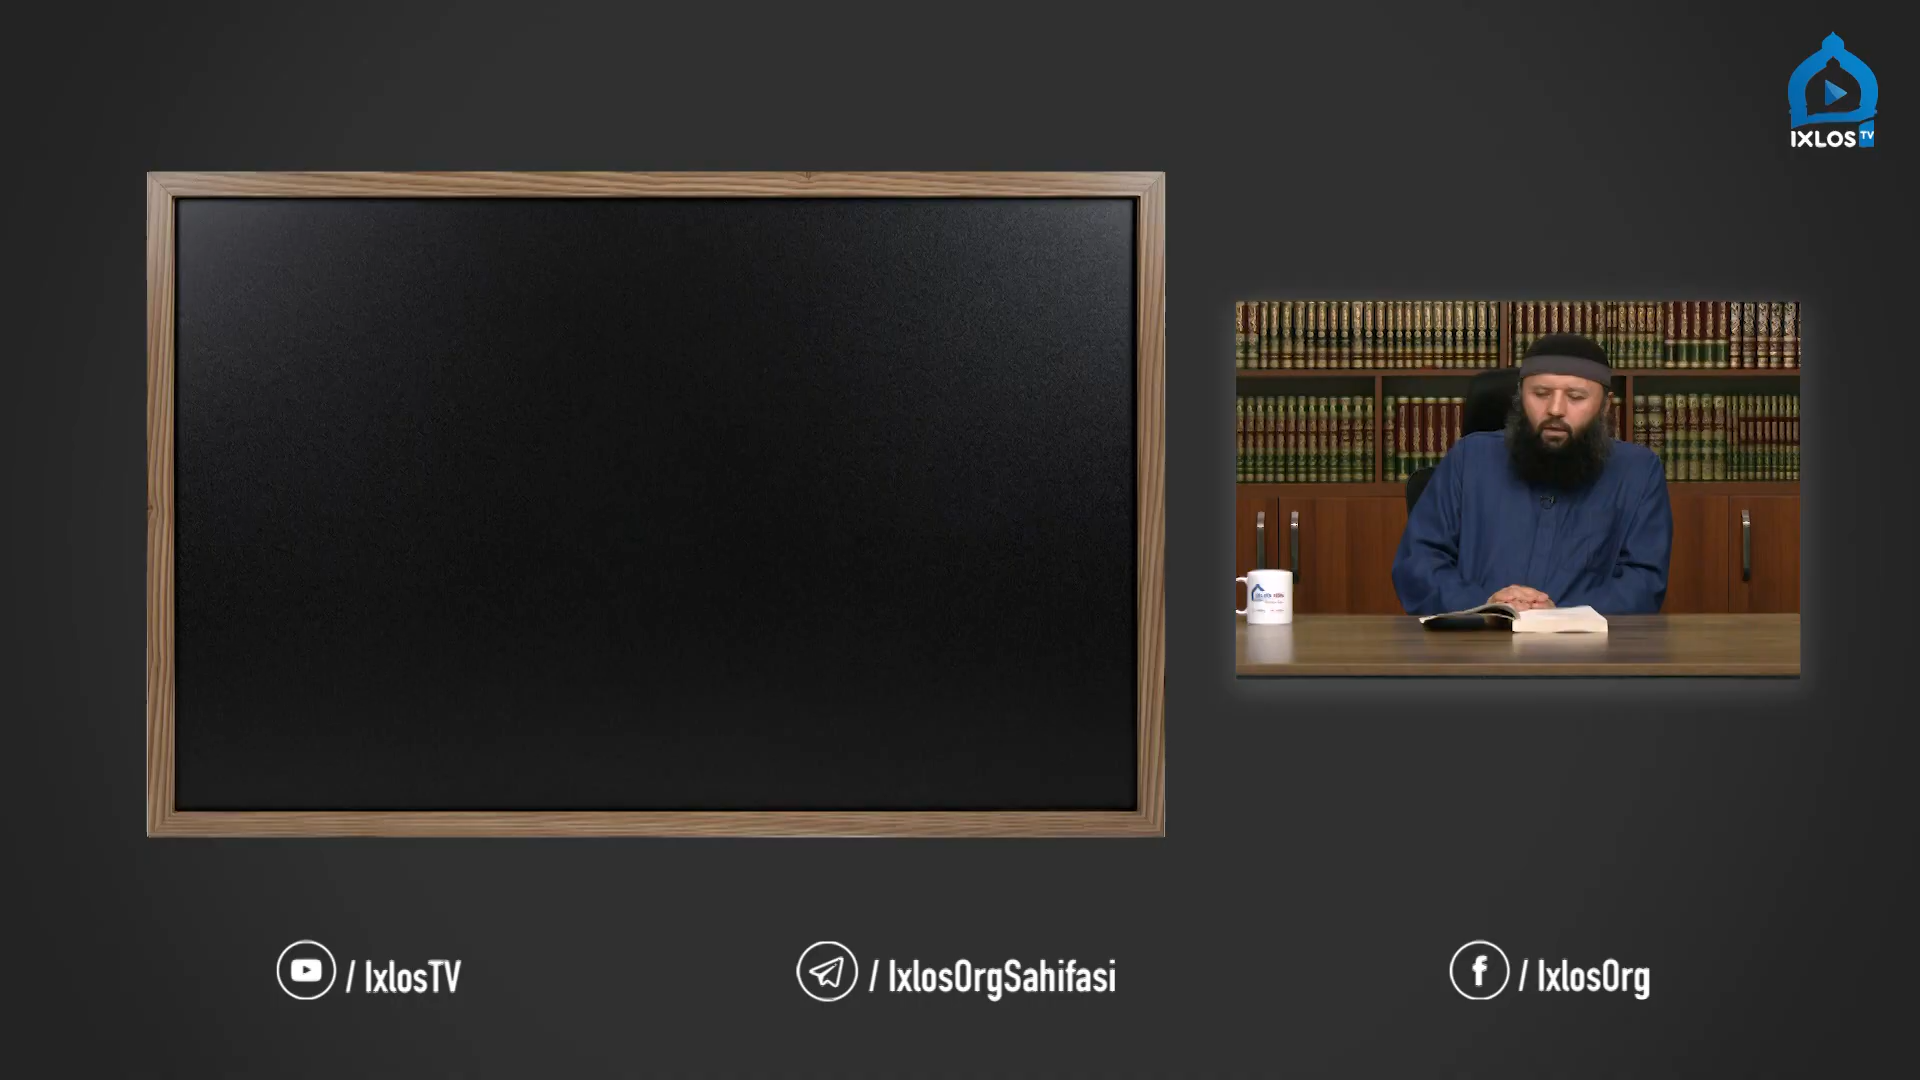 IXLOS TV
/ IxlosTV
/ IxlosOrgSahifasi
/ IxlosOrg